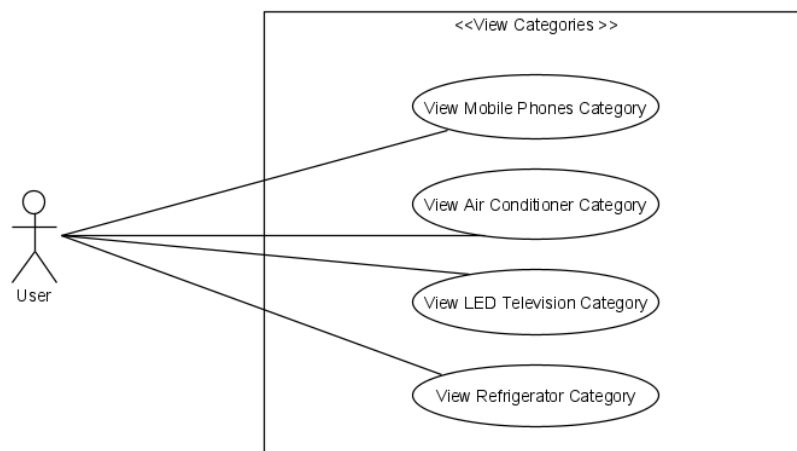 <<View Categories >>
View Mobile Phones Category
View Air Conditioner Category
View LED Television Category
User
View Refrigerator Category